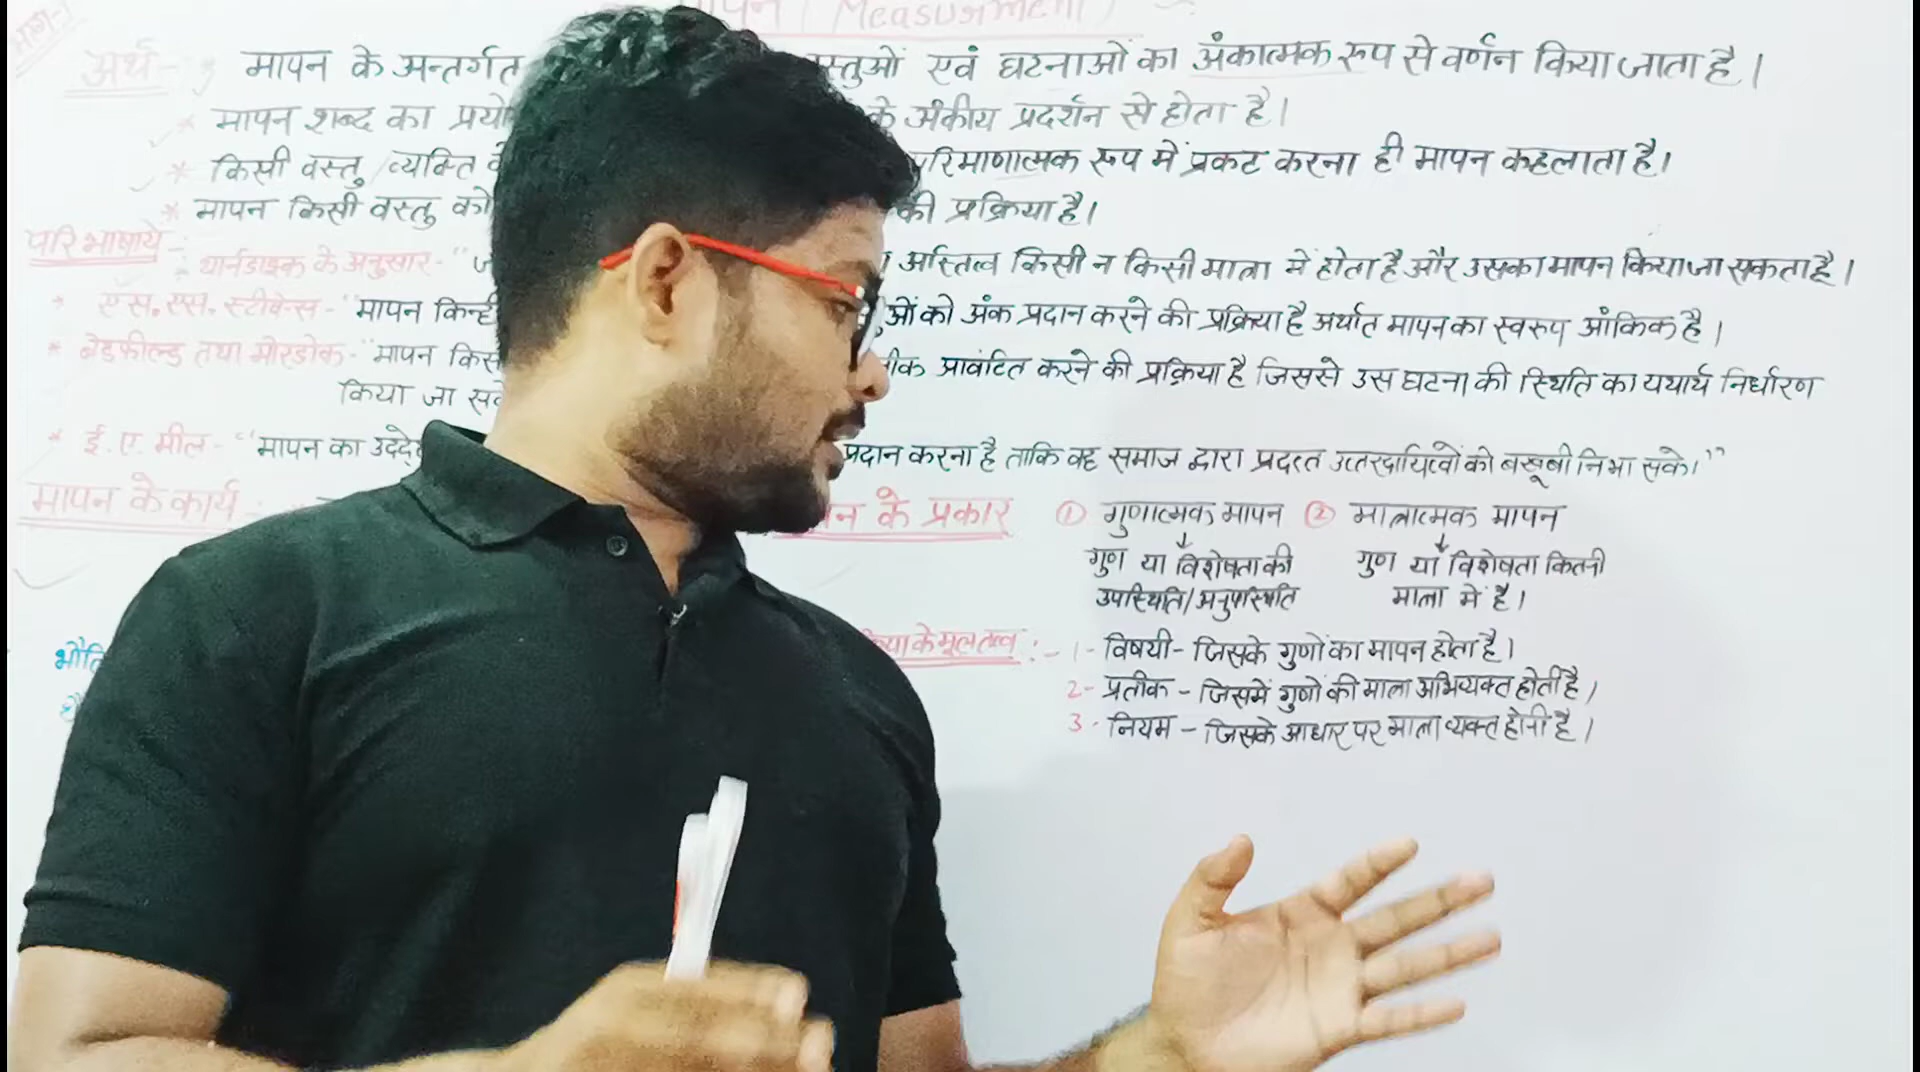 मापन (Measurement)
भाग-1
अर्थ- मापन के अन्तर्गत स्तुओं एवं घटनाओं का अंकात्मक रूप से वर्णन किया जाता है।
* मापन शब्द का प्रयो के अंकीय प्रदर्शन से होता है।
* किसी वस्तु/व्यक्ति के परिमाणात्मक रूप में प्रकट करना ही मापन कहलाता है।
* मापन किसी वस्तु को की प्रक्रिया है।
परिभाषाये :-
थार्नडाइक के अनुसार- "ज अस्तित्व किसी न किसी मात्रा में होता है और उसका मापन किया जा सकता है।
* एस. एस. स्टीवेन्स - "मापन किन्ही ओं को अंक प्रदान करने की प्रक्रिया है अर्थात मापन का स्वरूप आंकिक है।
* ब्रेडफील्ड तथा मोरडोक- "मापन किस तीक प्रावंटित करने की प्रक्रिया है जिससे उस घटना की स्थिति का यथार्थ निर्धारण
किया जा सके
* ई. ए. मील- "मापन का उद्देश् प्रदान करना है ताकि वह समाज द्वारा प्रदत्त उत्तरदायित्वों को बखूबी निभा सके।"
मापन के कार्य : पन के प्रकार ① गुणात्मक मापन ② मात्रात्मक मापन
गुण या विशेषता की गुण या विशेषता कितनी
उपस्थिति/अनुपस्थिति मात्रा में है।
भौति क्रिया के मूल तत्व :- 1- विषयी- जिसके गुणों का मापन होता है।
2- प्रतीक - जिसमें गुणों की मात्रा अभिव्यक्त होती है।
3- नियम - जिसके आधार पर मात्रा व्यक्त होती है।